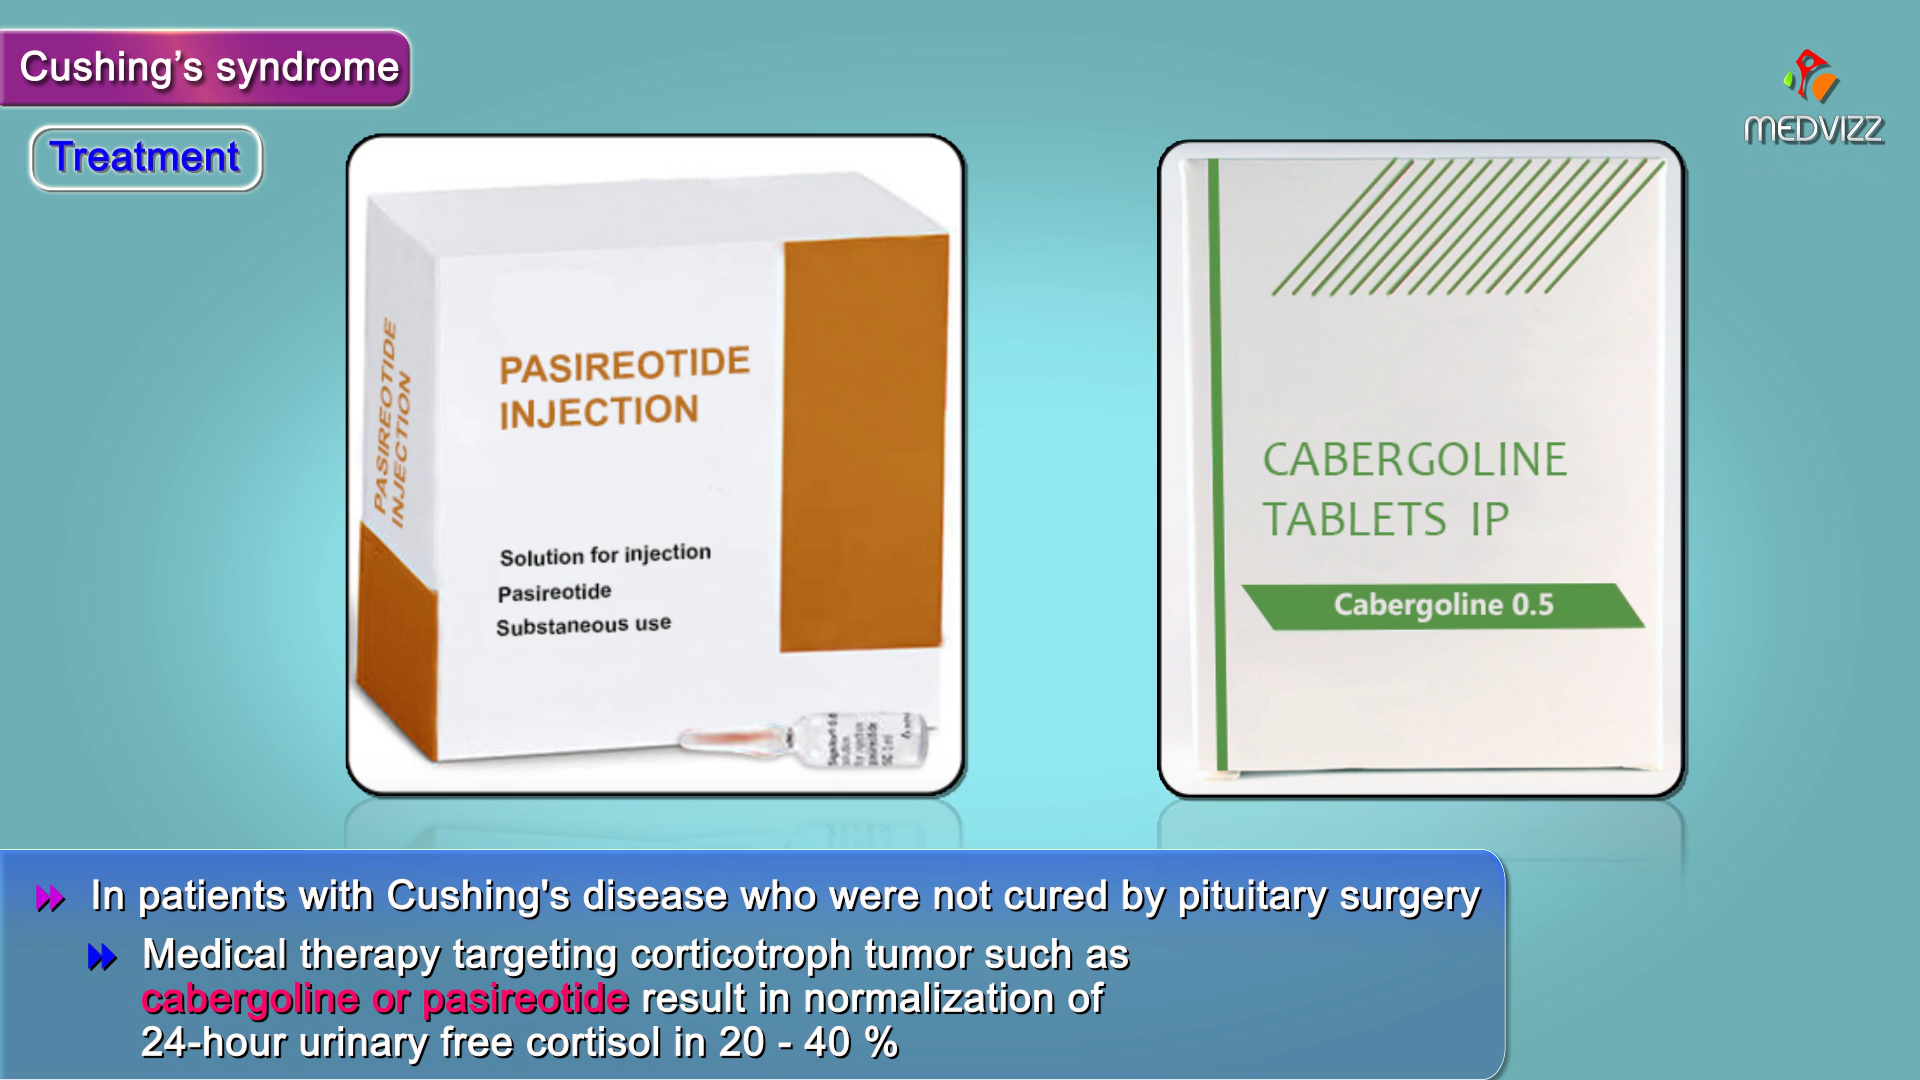 Cushing’s syndrome
MEDVIZZ
Treatment
PASIREOTIDE
INJECTION
PASIREOTIDE
INJECTION
Solution for injection
Pasireotide
Substaneous use
CABERGOLINE
TABLETS IP
Cabergoline 0.5
In patients with Cushing's disease who were not cured by pituitary surgery
Medical therapy targeting corticotroph tumor such as
cabergoline or pasireotide result in normalization of
24-hour urinary free cortisol in 20 - 40 %